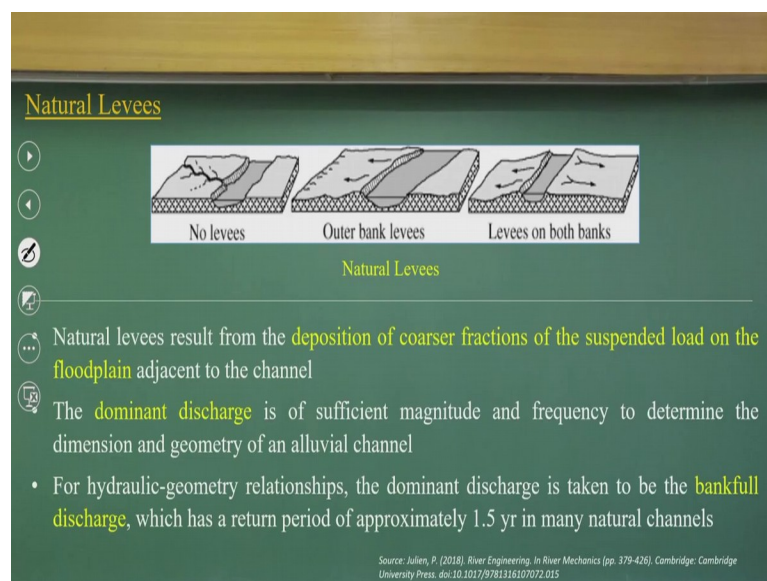 Natural Levees
No levees
Outer bank levees
Levees on both banks
Natural Levees
Natural levees result from the deposition of coarser fractions of the suspended load on the
floodplain adjacent to the channel
The dominant discharge is of sufficient magnitude and frequency to determine the
dimension and geometry of an alluvial channel
• For hydraulic-geometry relationships, the dominant discharge is taken to be the bankfull
discharge, which has a return period of approximately 1.5 yr in many natural channels
Source: Julien, P. (2018). River Engineering. In River Mechanics (pp. 379-426). Cambridge: Cambridge
University Press. doi:10.1017/9781316107072.015